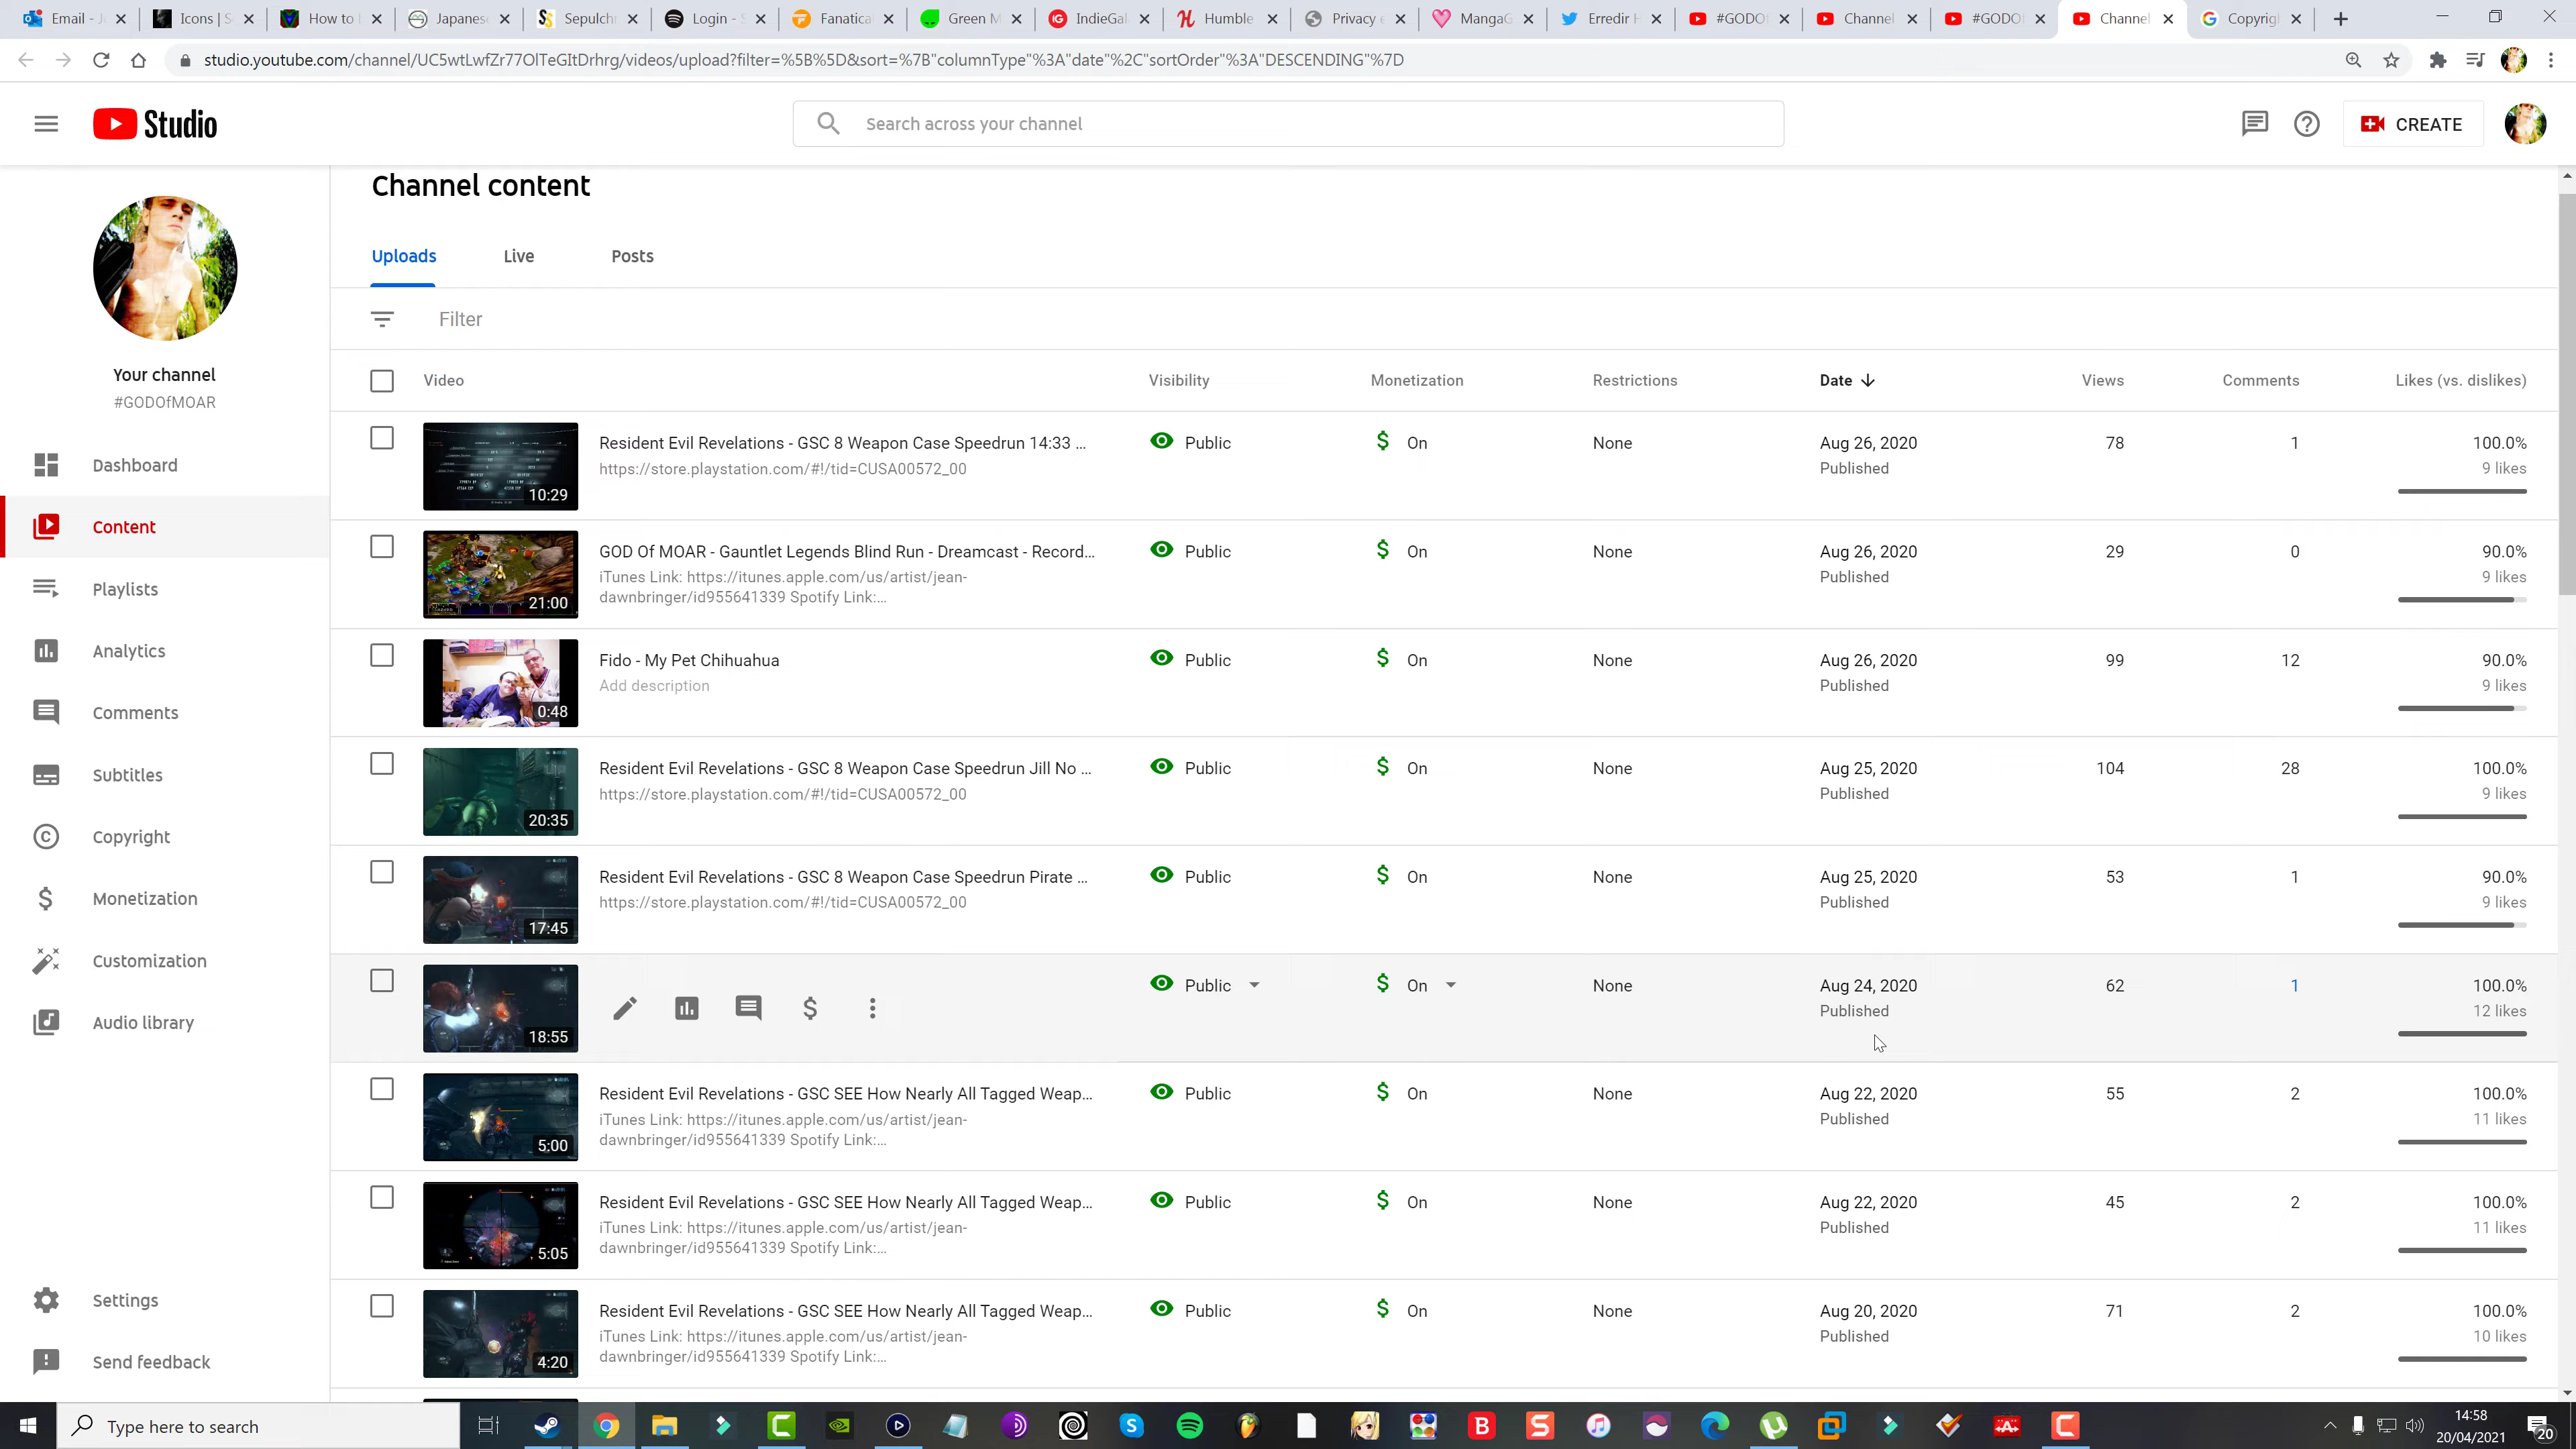 Email - J
Icons | S
How to
Japanes
Sepulchr
Login - S
Fanatica
Green M
IndieGal
Humble
Privacy
MangaG
Erredir H
#GODO
Channel
#GODO
Channel
Copyrig
studio.youtube.com/channel/UC5wtLwfZr77OlTeGItDrhrg/videos/upload?filter=%5B%5D&sort=%7B"columnType"%3A"date"%2C"sortOrder"%3A"DESCENDING"%7D
Studio
Search across your channel
CREATE
Channel content
Uploads Live Posts
Your channel
#GODOfMOAR
Dashboard
Content
Playlists
Analytics
Comments
Subtitles
Copyright
Monetization
Customization
Audio library
Settings
Send feedback
Filter
Video Visibility Monetization Restrictions Date Views Comments Likes (vs. dislikes)
Resident Evil Revelations - GSC 8 Weapon Case Speedrun 14:33 ... Public On None Aug 26, 2020 78 1 100.0%
https://store.playstation.com/#!/tid=CUSA00572_00 Published 9 likes
10:29
GOD Of MOAR - Gauntlet Legends Blind Run - Dreamcast - Record... Public On None Aug 26, 2020 29 0 90.0%
iTunes Link: https://itunes.apple.com/us/artist/jean- Published 9 likes
dawnbringer/id955641339 Spotify Link:...
21:00
Fido - My Pet Chihuahua Public On None Aug 26, 2020 99 12 90.0%
Add description Published 9 likes
0:48
Resident Evil Revelations - GSC 8 Weapon Case Speedrun Jill No ... Public On None Aug 25, 2020 104 28 100.0%
https://store.playstation.com/#!/tid=CUSA00572_00 Published 9 likes
20:35
Resident Evil Revelations - GSC 8 Weapon Case Speedrun Pirate ... Public On None Aug 25, 2020 53 1 90.0%
https://store.playstation.com/#!/tid=CUSA00572_00 Published 9 likes
17:45
Public On None Aug 24, 2020 62 1 100.0%
Published 12 likes
18:55
Resident Evil Revelations - GSC SEE How Nearly All Tagged Weap... Public On None Aug 22, 2020 55 2 100.0%
iTunes Link: https://itunes.apple.com/us/artist/jean- Published 11 likes
dawnbringer/id955641339 Spotify Link:...
5:00
Resident Evil Revelations - GSC SEE How Nearly All Tagged Weap... Public On None Aug 22, 2020 45 2 100.0%
iTunes Link: https://itunes.apple.com/us/artist/jean- Published 11 likes
dawnbringer/id955641339 Spotify Link:...
5:05
Resident Evil Revelations - GSC SEE How Nearly All Tagged Weap... Public On None Aug 20, 2020 71 2 100.0%
iTunes Link: https://itunes.apple.com/us/artist/jean- Published 10 likes
dawnbringer/id955641339 Spotify Link:...
4:20
Type here to search
14:58
20/04/2021
20